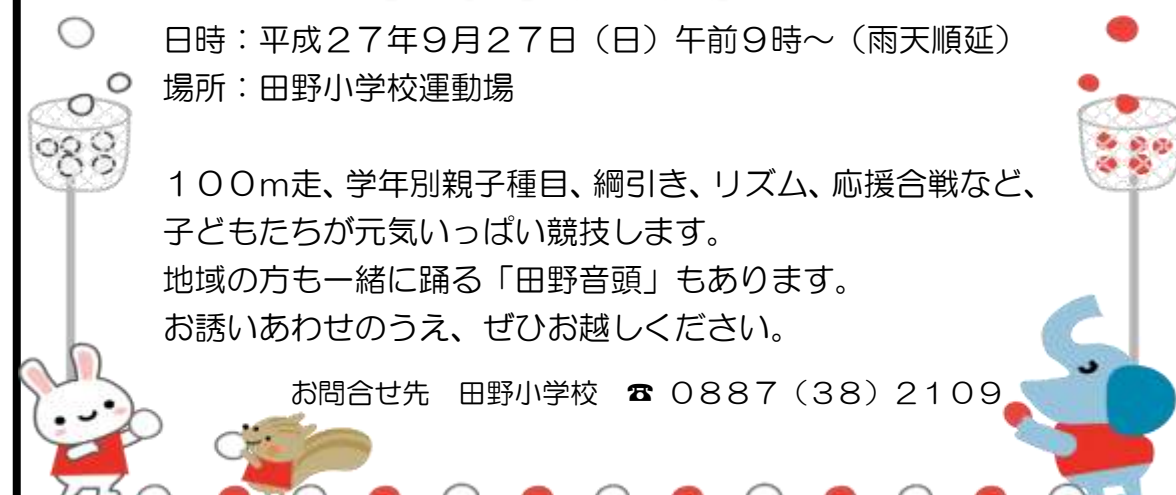 日時：平成２７年９月２７日（日）午前９時～（雨天順延）
場所：田野小学校運動場
１００ｍ走、学年別親子種目、綱引き、リズム、応援合戦など、
子どもたちが元気いっぱい競技します。
地域の方も一緒に踊る「田野音頭」もあります。
お誘いあわせのうえ、ぜひお越しください。
お問合せ先　田野小学校　☎ ０８８７（３８）２１０９